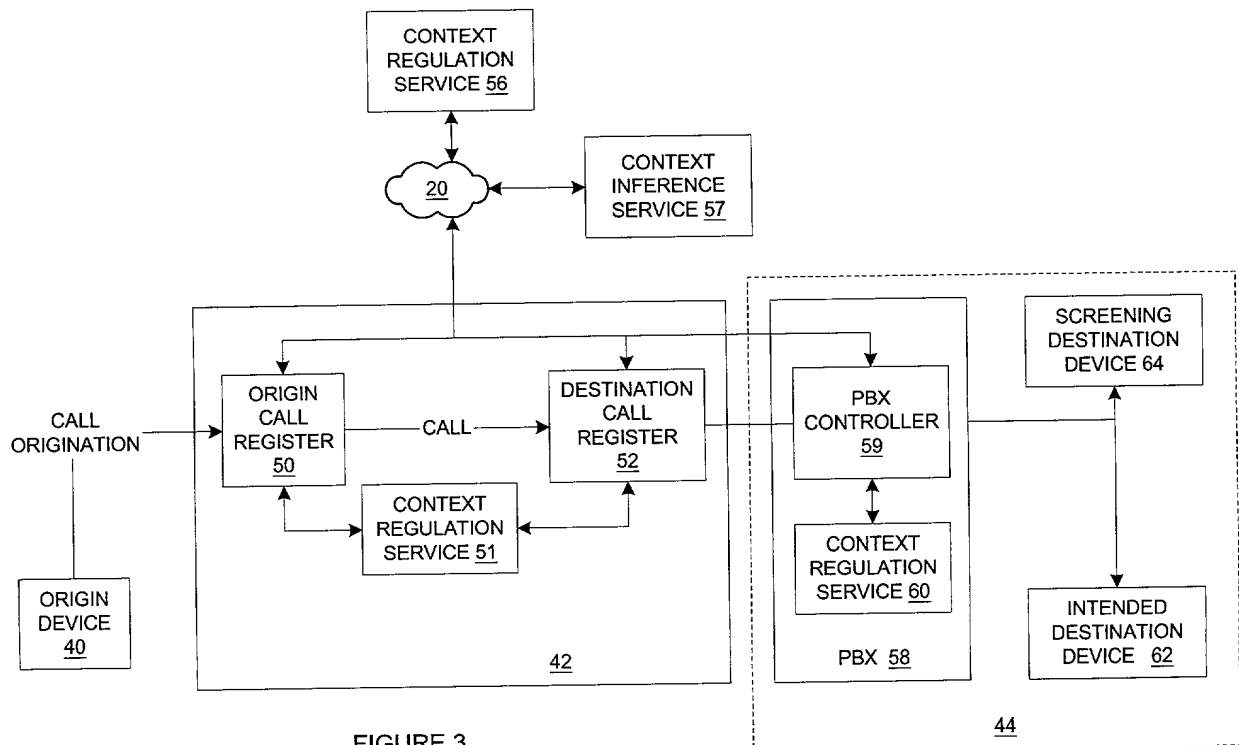 CONTEXT
REGULATION
SERVICE 56
20
CONTEXT
INFERENCE
SERVICE 57
CALL
ORIGINATION
ORIGIN
DEVICE
40
ORIGIN
CALL
REGISTER
50
CALL
DESTINATION
CALL
REGISTER
52
CONTEXT
REGULATION
SERVICE 51
42
PBX
CONTROLLER
59
CONTEXT
REGULATION
SERVICE 60
PBX 58
SCREENING
DESTINATION
DEVICE 64
INTENDED
DESTINATION
DEVICE 62
44
FIGURE 3